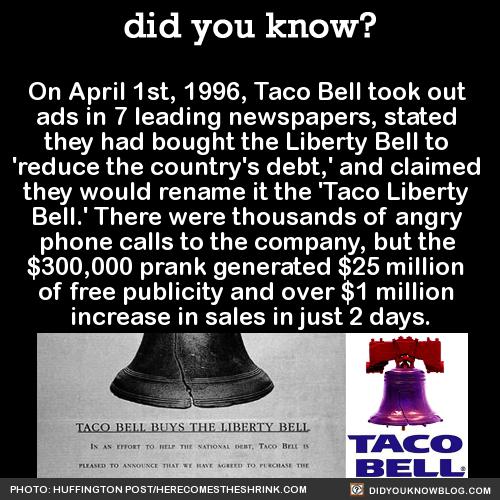 did you know?
On April 1st, 1996, Taco Bell took out
ads in 7 leading newspapers, stated
they had bought the Liberty Bell to
'reduce the country's debt,' and claimed
they would rename it the 'Taco Liberty
Bell.' There were thousands of angry
phone calls to the company, but the
$300,000 prank generated $25 million
of free publicity and over $1 million
increase in sales in just 2 days.
TACO BELL BUYS THE LIBERTY BELL
IN AN EFFORT TO HELP THE NATIONAL DEBT, TACO BELL IS
PLEASED TO ANNOUNCE THAT WE HAVE AGREED TO PURCHASE THE
TACO
BELL®
PHOTO: HUFFINGTON POST/HERECOMESTHESHRINK.COM
DIDYOUKNOWBLOG.COM